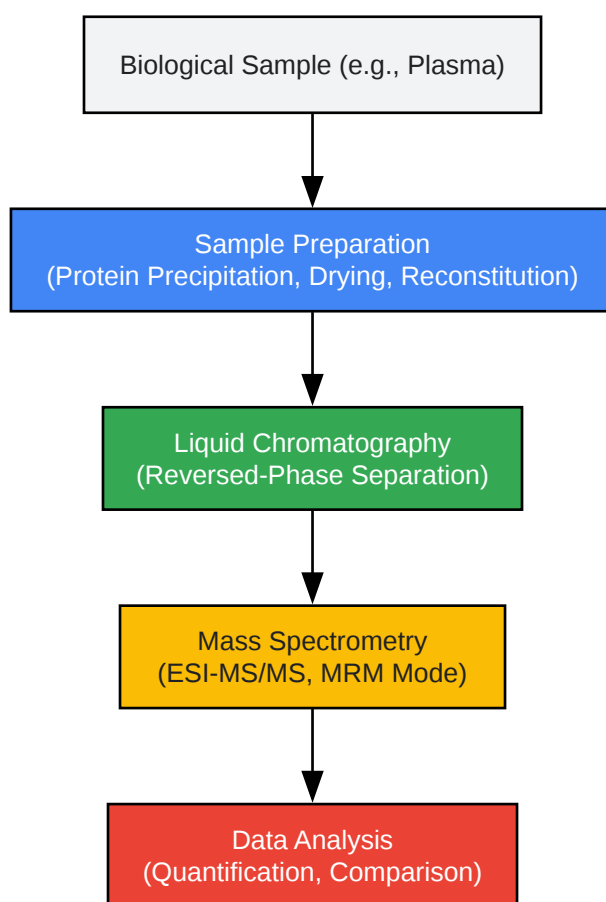 Biological Sample (e.g., Plasma)
Sample Preparation
(Protein Precipitation, Drying, Reconstitution)
Liquid Chromatography
(Reversed-Phase Separation)
Mass Spectrometry
(ESI-MS/MS, MRM Mode)
Data Analysis
(Quantification, Comparison)